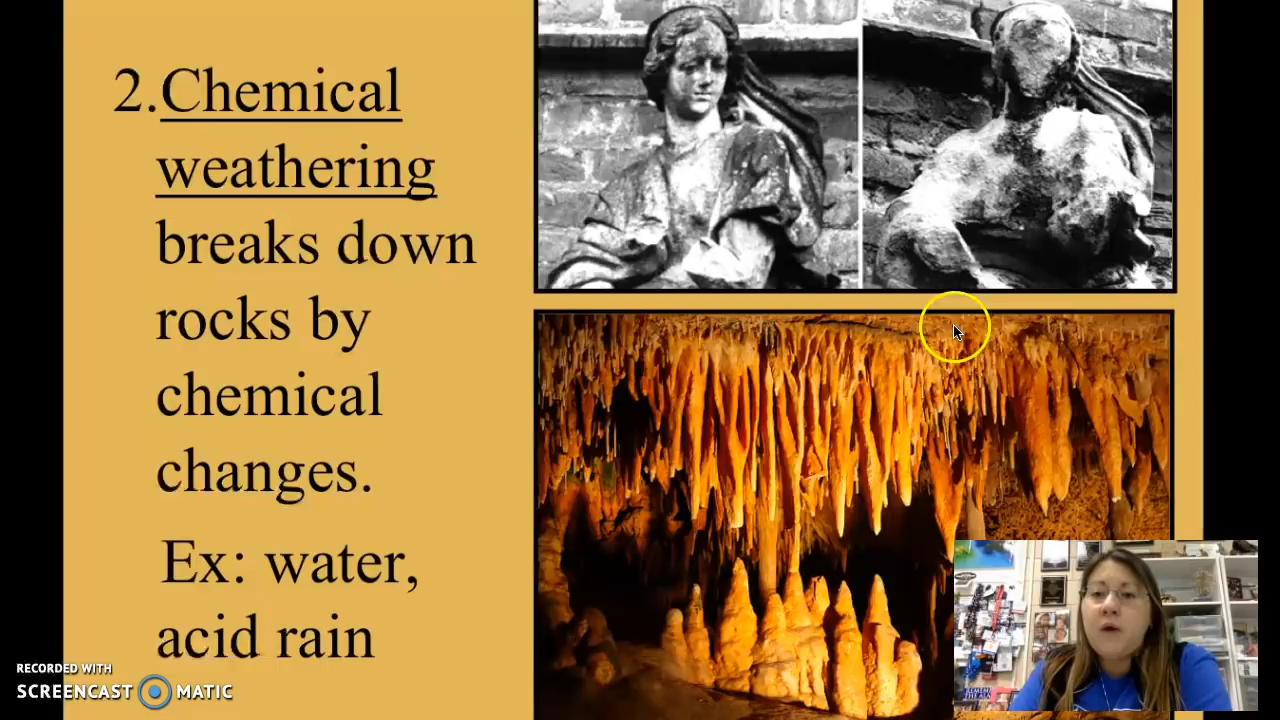 2.Chemical
weathering
breaks down
rocks by
chemical
changes.
Ex: water,
acid rain
RECORDED WITH
SCREENCAST MATIC